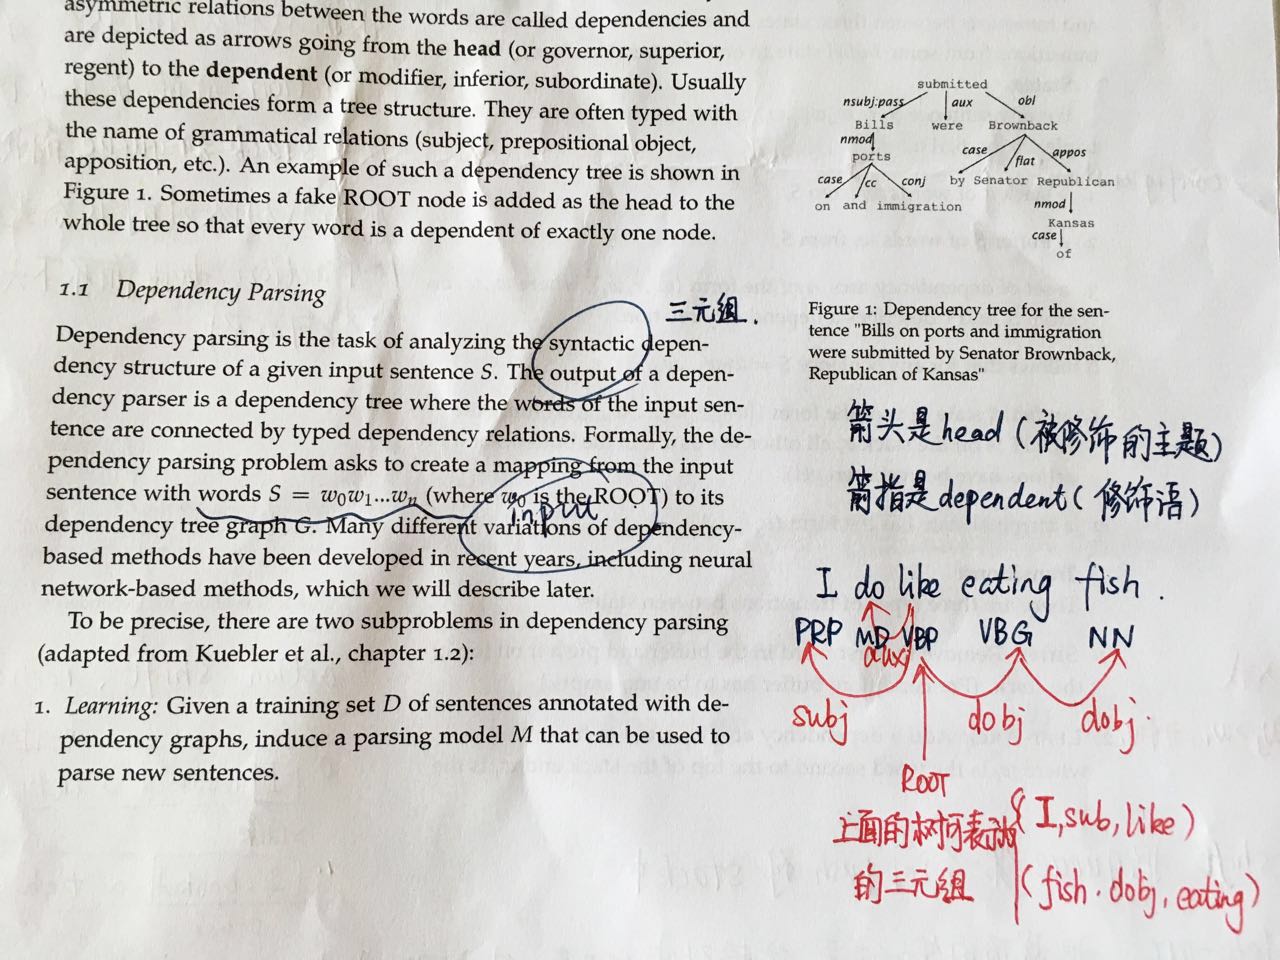 asymmetric relations between the words are called dependencies and
are depicted as arrows going from the head (or governor, superior,
regent) to the dependent (or modifier, inferior, subordinate). Usually
these dependencies form a tree structure. They are often typed with
the name of grammatical relations (subject, prepositional object,
apposition, etc.). An example of such a dependency tree is shown in
Figure 1. Sometimes a fake ROOT node is added as the head to the
whole tree so that every word is a dependent of exactly one node.
1.1 Dependency Parsing
三元组.
Dependency parsing is the task of analyzing the syntactic depen-
dency structure of a given input sentence S. The output of a depen-
dency parser is a dependency tree where the words of the input sen-
tence are connected by typed dependency relations. Formally, the de-
pendency parsing problem asks to create a mapping from the input
sentence with words S = w0w1...wn (where w0 is the ROOT) to its
input
dependency tree graph G. Many different variations of dependency-
based methods have been developed in recent years, including neural
network-based methods, which we will describe later.
To be precise, there are two subproblems in dependency parsing
(adapted from Kuebler et al., chapter 1.2):
1. Learning: Given a training set D of sentences annotated with de-
pendency graphs, induce a parsing model M that can be used to
parse new sentences.
submitted
nsubj:pass aux obl
Bills were Brownback
nmod case flat appos
ports
by Senator Republican
case cc conj
on and immigration
nmod
Kansas
case
of
Figure 1: Dependency tree for the sen-
tence "Bills on ports and immigration
were submitted by Senator Brownback,
Republican of Kansas"
箭头是head(被修饰的主题)
箭指是dependent(修饰语)
I do like eating fish.
PRP MD VBP VBG NN
aux
subj dobj dobj
ROOT
上面的树可表动 (I,sub,like)
的三元组 (fish.dobj,eating)